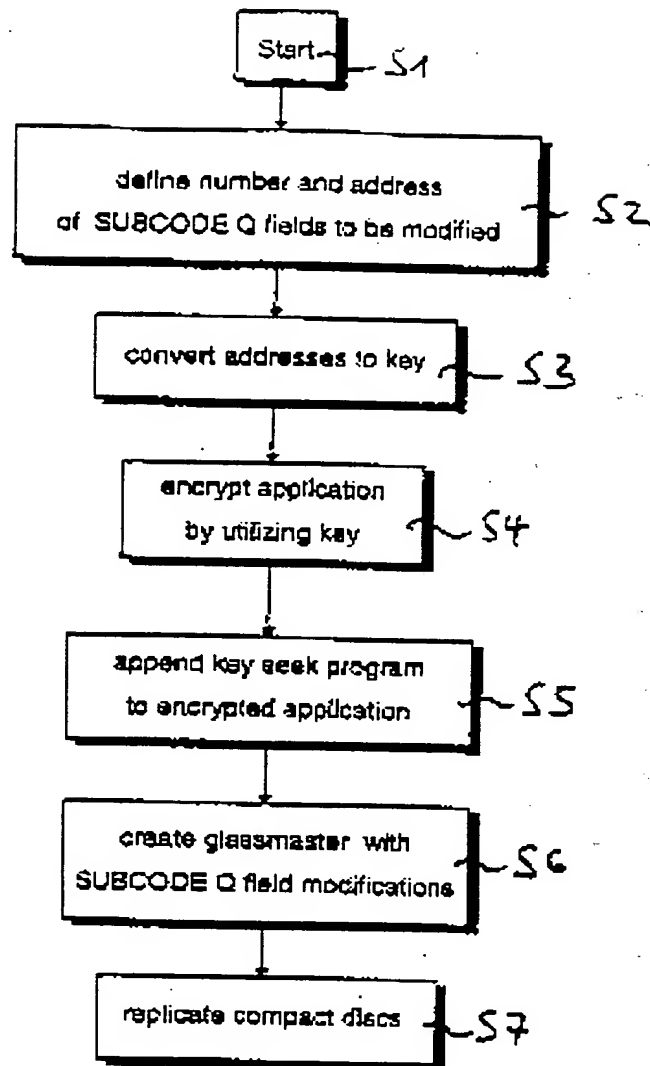 Start S1
define number and address
of SUBCODE Q fields to be modified S2
convert addresses to key S3
encrypt application
by utilizing key S4
append key seek program
to encrypted application S5
create glassmaster with
SUBCODE Q field modifications S6
replicate compact discs S7